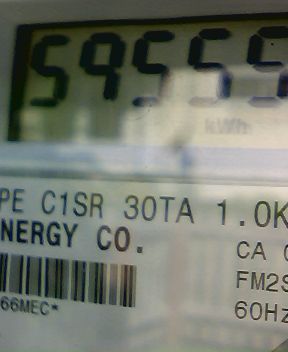 59555
kWh
PE C1SR 30TA 1.0K
NERGY CO.
CA
FM2S
66MEC*
60Hz